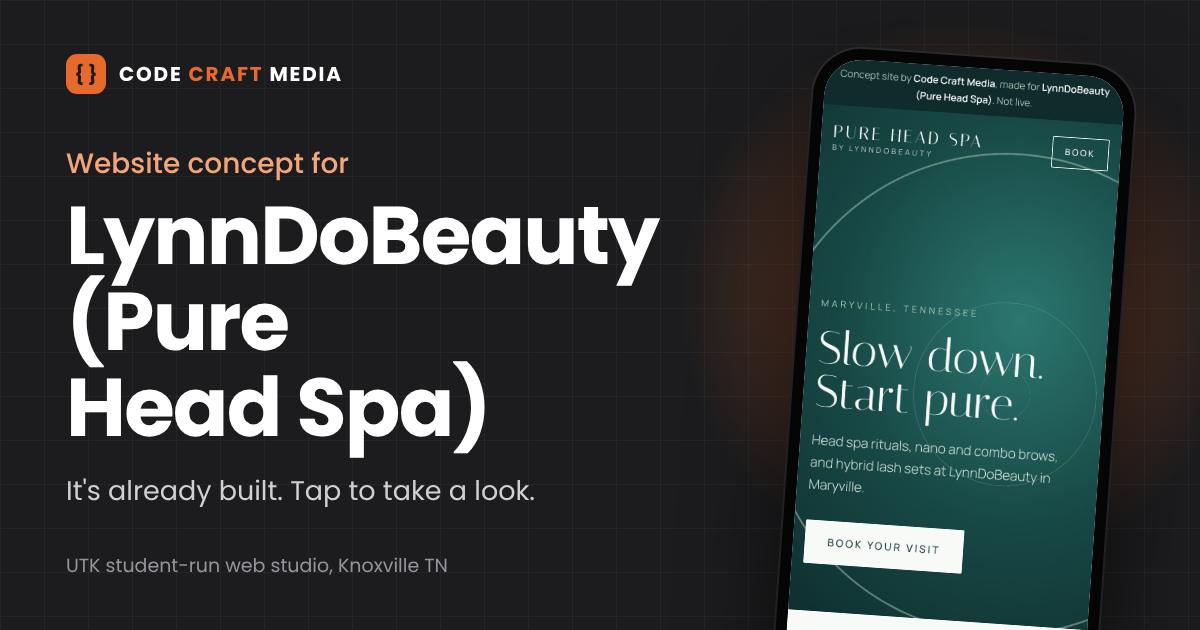 {} CODE CRAFT MEDIA
Website concept for
LynnDoBeauty
(Pure
Head Spa)
It's already built. Tap to take a look.
UTK student-run web studio, Knoxville TN
Concept site by Code Craft Media, made for LynnDoBeauty
(Pure Head Spa). Not live.
PURE HEAD SPA
BY LYNNDOBEAUTY
BOOK
MARYVILLE, TENNESSEE
Slow down.
Start pure.
Head spa rituals, nano and combo brows,
and hybrid lash sets at LynnDoBeauty in
Maryville.
BOOK YOUR VISIT